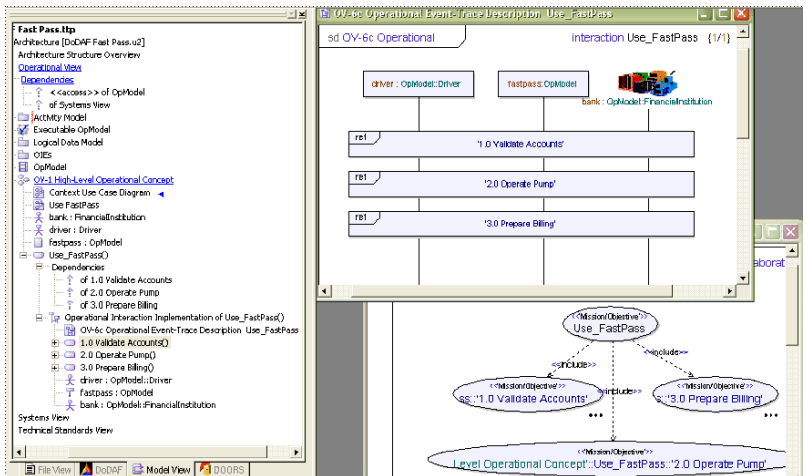 Fast Pass.ttp
Architecture [DoDAF Fast Pass.u2]
Architecture Structure Overview
Operational View
Dependencies
<<access>> of OpModel
of Systems View
Activity Model
Executable OpModel
Logical Data Model
OIEs
OpModel
OV-1 High-Level Operational Concept
Context Use Case Diagram
Use FastPass
bank : FinancialInstitution
driver : Driver
fastpass : OpModel
Use_FastPass()
Dependencies
of 1.0 Validate Accounts
of 2.0 Operate Pump
of 3.0 Prepare Billing
Operational Interaction Implementation of Use_FastPass()
OV-6c Operational Event-Trace Description Use_FastPass
1.0 Validate Accounts()
2.0 Operate Pump()
3.0 Prepare Billing()
driver : OpModel::Driver
fastpass : OpModel
bank : OpModel::FinancialInstitution
Systems View
Technical Standards View
File View DoDAF Model View DOORS
OV-6c Operational Event-Trace Description Use_FastPass
sd OV-6c Operational interaction Use_FastPass {1/1}
driver : OpModel::Driver fastpass:OpModel
bank : OpModel:FinancialInstitution
ref
'1.0 Validate Accounts'
ref
'2.0 Operate Pump'
ref
'3.0 Prepare Billing'
aborat
<<Mission/Objective>>
Use_FastPass
<<include>> <<include>>
<<include>>
<<Mission/Objective>> <<Mission/Objective>>
ss::'1.0 Validate Accounts' s::'3.0 Prepare Billing'
... ...
<<Mission/Objective>>
Level Operational Concept'::Use_FastPass::'2.0 Operate Pump'